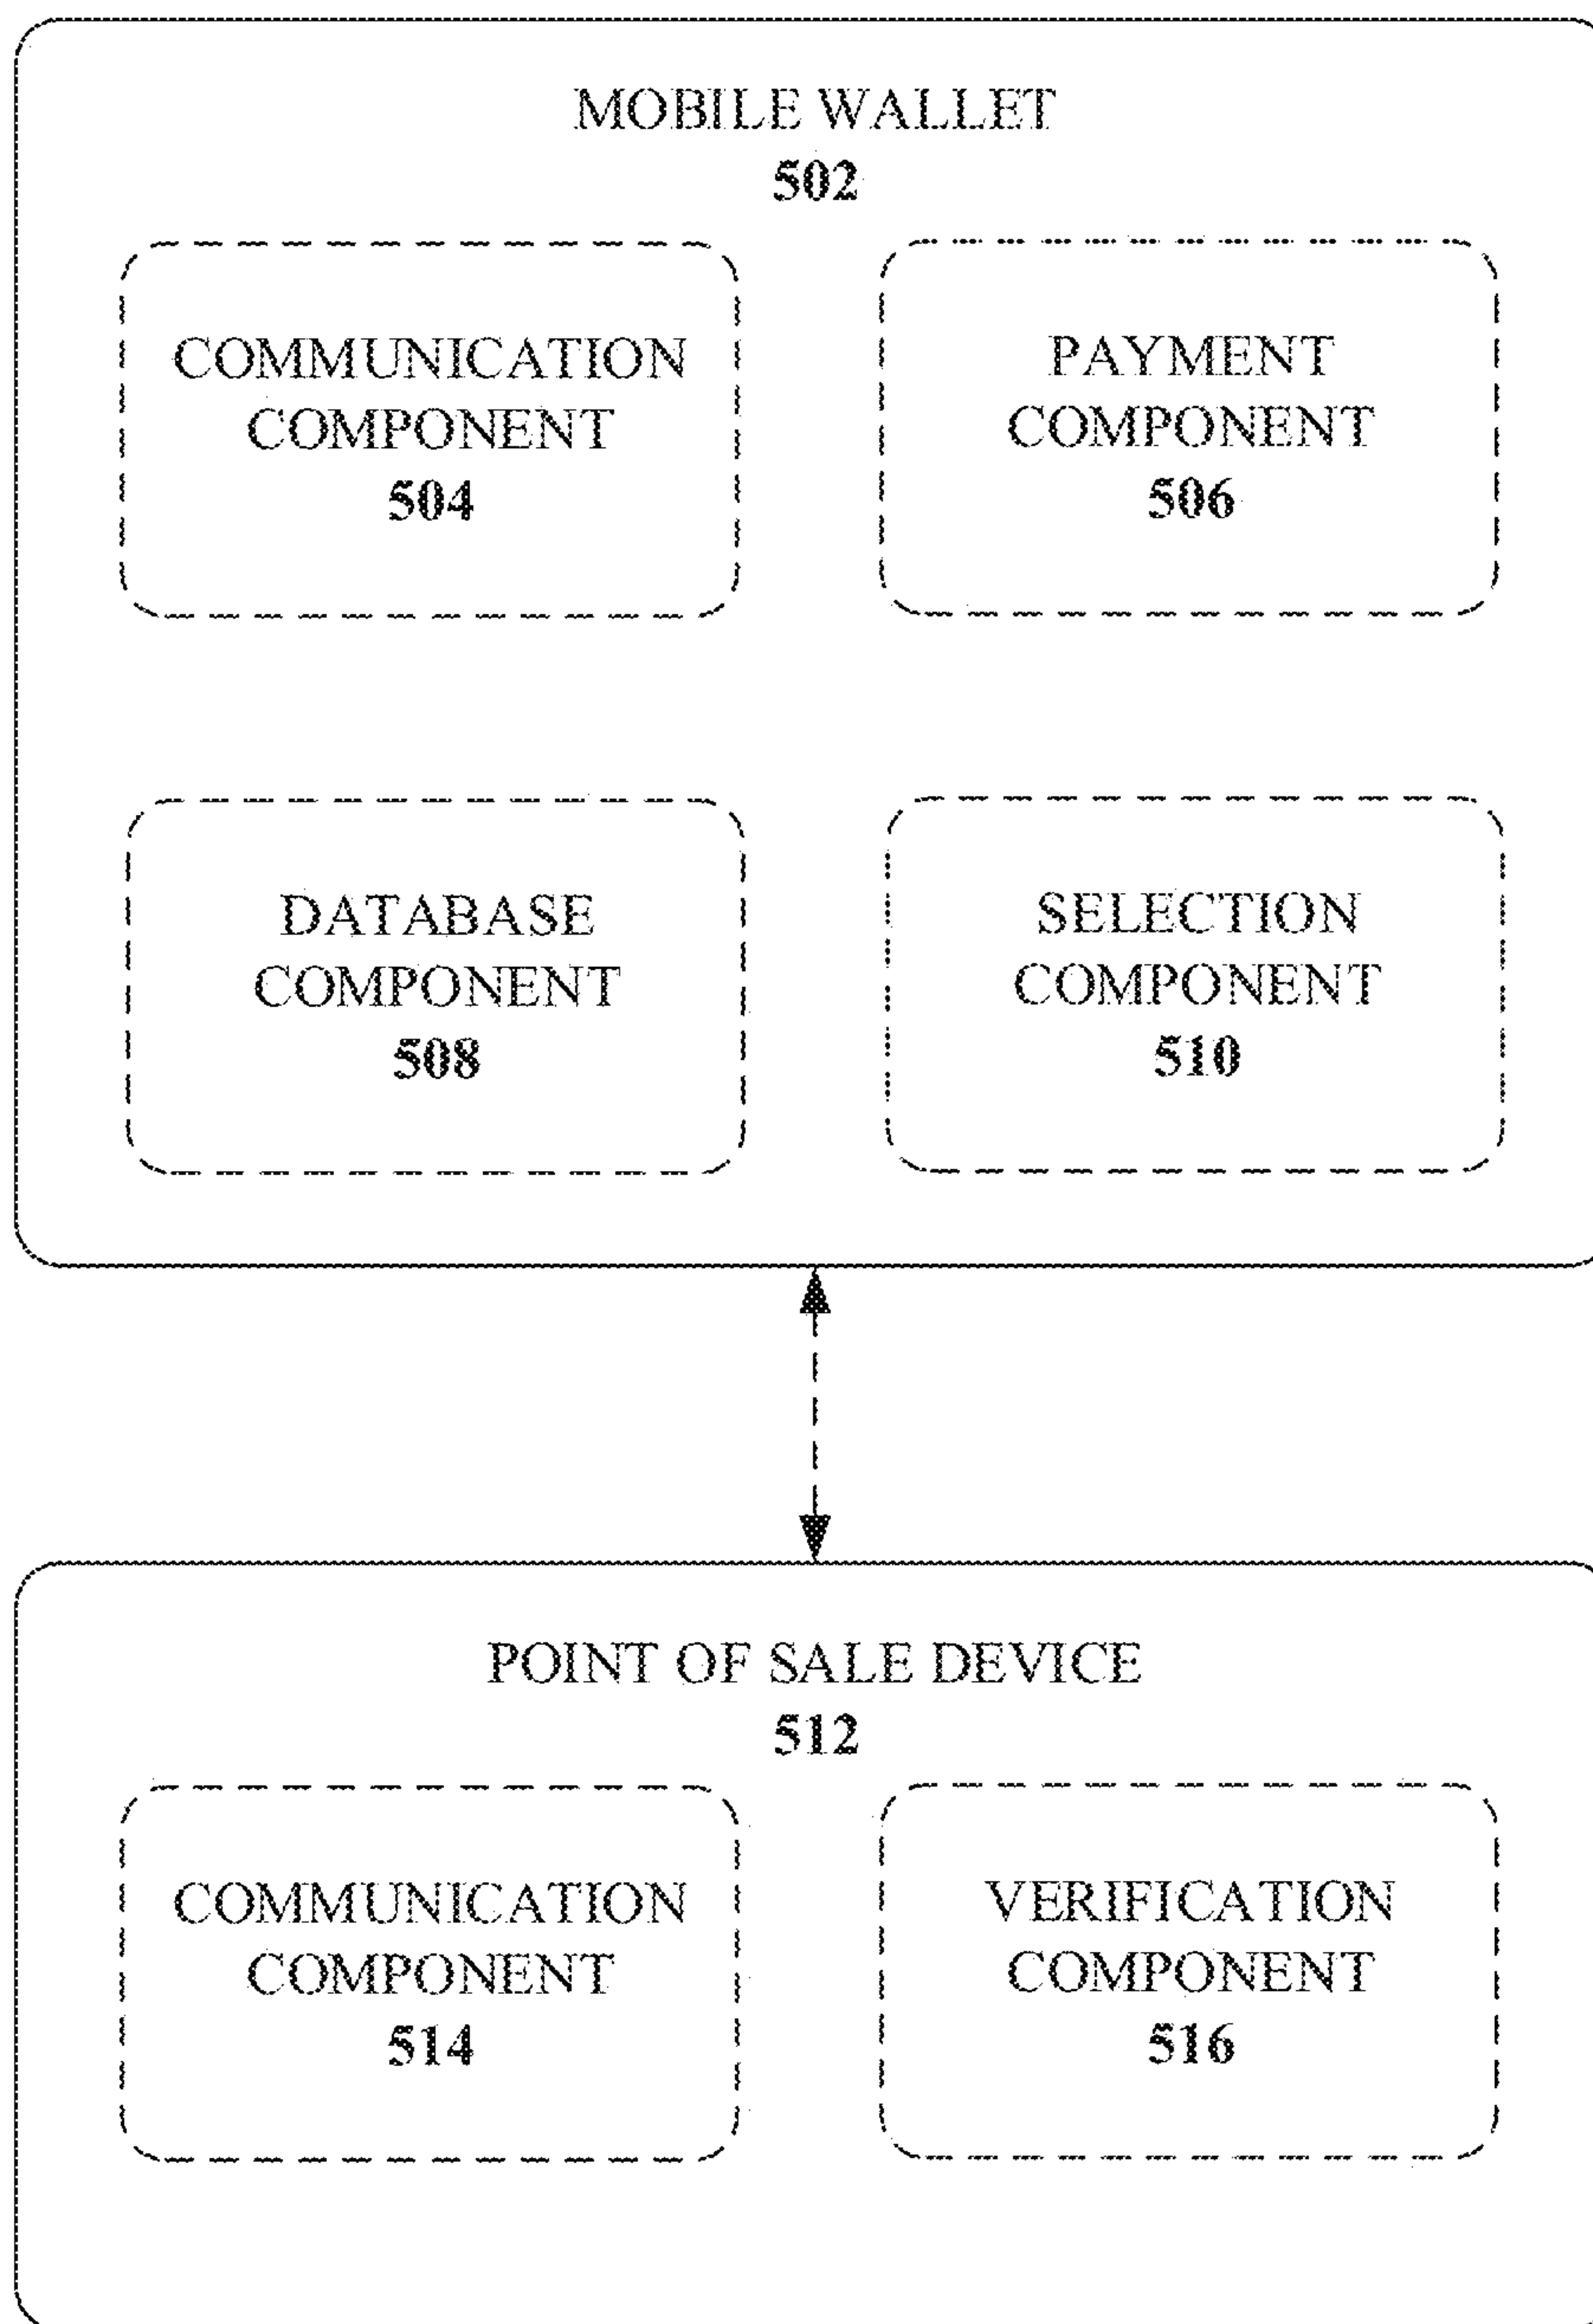 MOBILE WALLET
502
COMMUNICATION
COMPONENT
504
PAYMENT
COMPONENT
506
DATABASE
COMPONENT
508
SELECTION
COMPONENT
510
POINT OF SALE DEVICE
512
COMMUNICATION
COMPONENT
514
VERIFICATION
COMPONENT
516